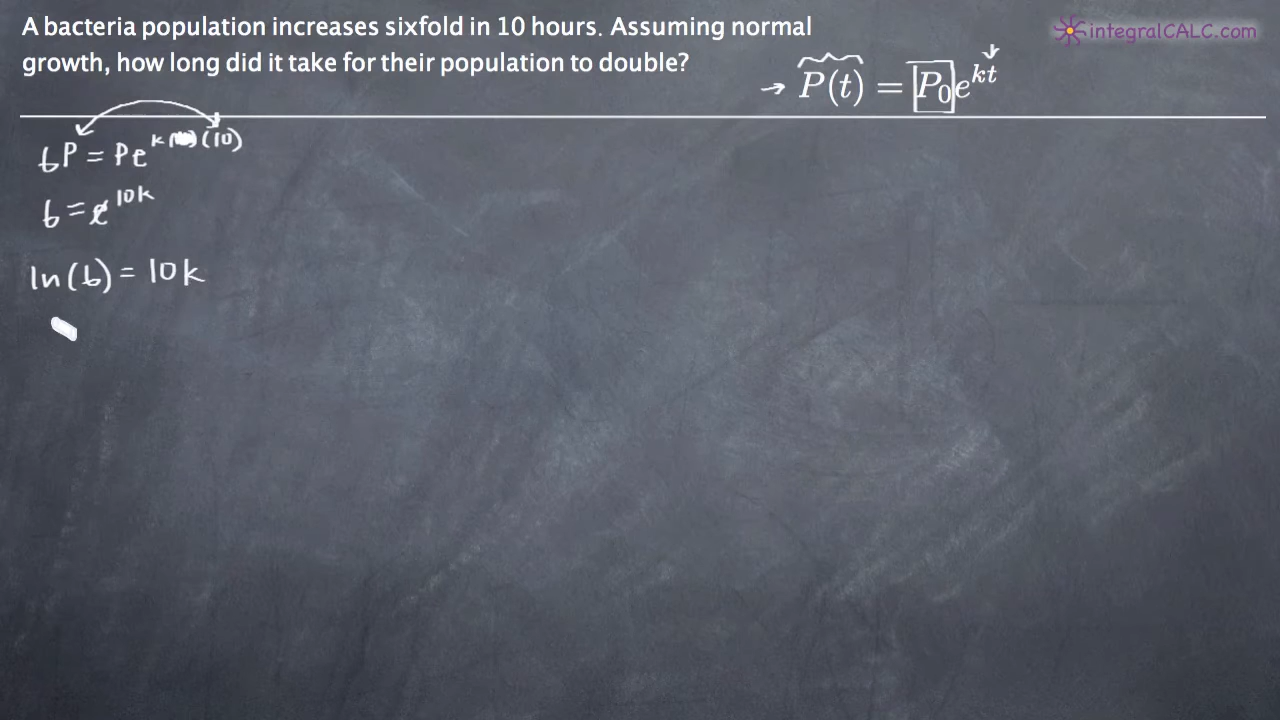 A bacteria population increases sixfold in 10 hours. Assuming normal
growth, how long did it take for their population to double?
integralCALC.com
→ P(t) = P₀e^{kt}
6P = Pe^{k(10)}
6 = e^{10k}
ln(6) = 10k